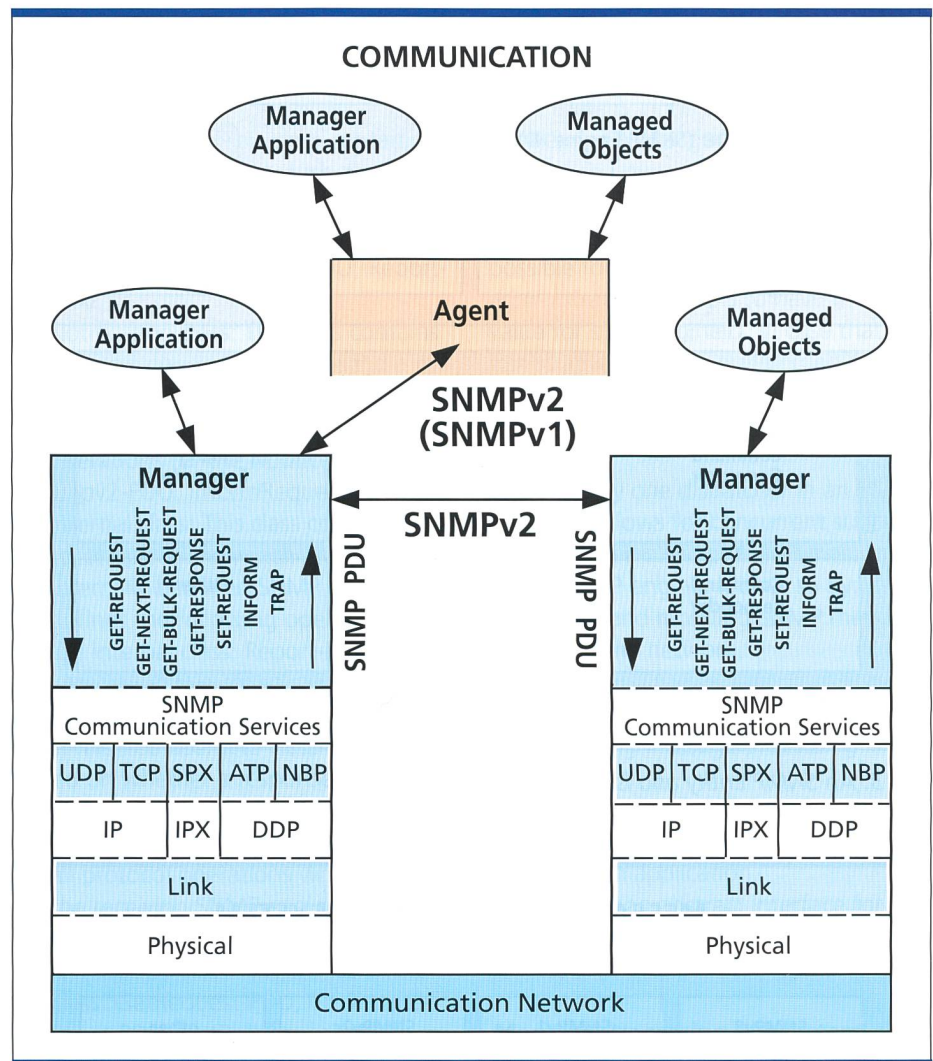 COMMUNICATION
Manager
Application
Managed
Objects
Agent
Manager
Application
Managed
Objects
SNMPv2
(SNMPv1)
Manager
GET-REQUEST
GET-NEXT-REQUEST
GET-BULK-REQUEST
GET-RESPONSE
SET-REQUEST
INFORM
TRAP
SNMP PDU
SNMPv2
SNMP PDU
Manager
GET-REQUEST
GET-NEXT-REQUEST
GET-BULK-REQUEST
GET-RESPONSE
SET-REQUEST
INFORM
TRAP
SNMP
Communication Services
UDP TCP SPX ATP NBP
IP IPX DDP
Link
Physical
SNMP
Communication Services
UDP TCP SPX ATP NBP
IP IPX DDP
Link
Physical
Communication Network